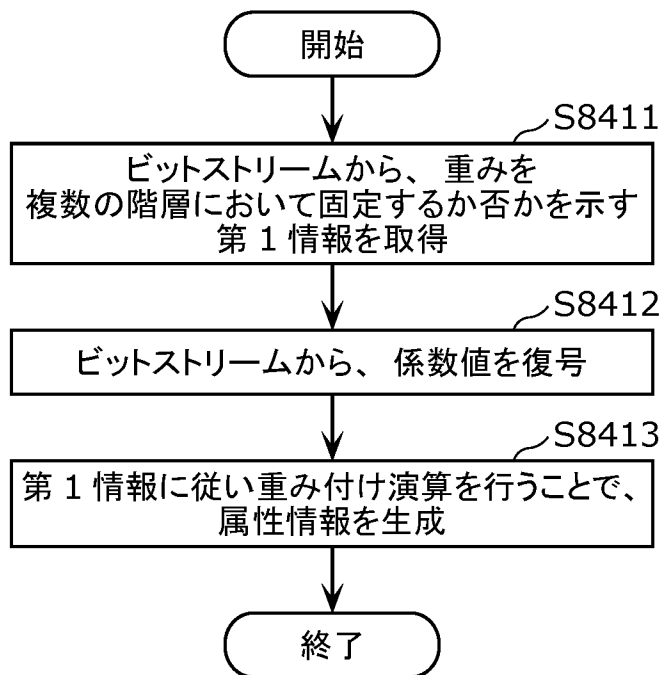 開始
S8411
ビットストリームから、 重みを
複数の階層において固定するか否かを示す
第1情報を取得
S8412
ビットストリームから、 係数値を復号
S8413
第1情報に従い重み付け演算を行うことで、
属性情報を生成
終了